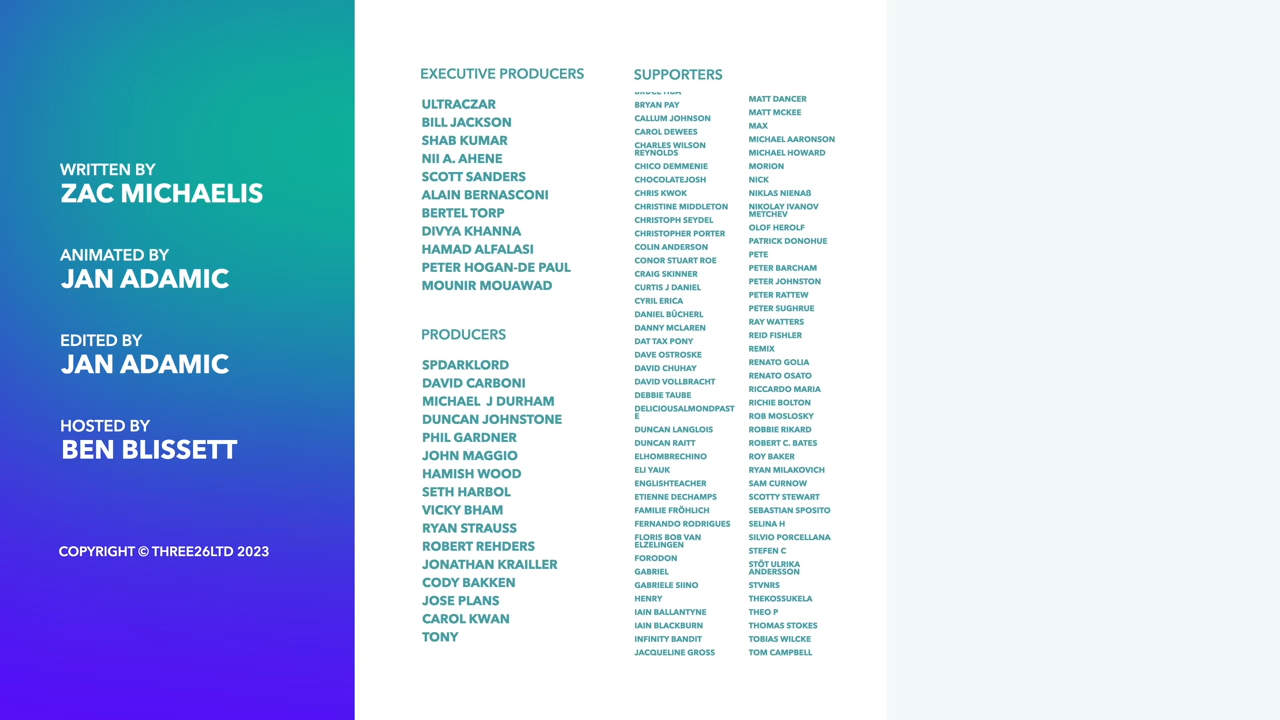 WRITTEN BY
ZAC MICHAELIS
ANIMATED BY
JAN ADAMIC
EDITED BY
JAN ADAMIC
HOSTED BY
BEN BLISSETT
COPYRIGHT © THREE26LTD 2023
EXECUTIVE PRODUCERS
ULTRACZAR
BILL JACKSON
SHAB KUMAR
NII A. AHENE
SCOTT SANDERS
ALAIN BERNASCONI
BERTEL TORP
DIVYA KHANNA
HAMAD ALFALASI
PETER HOGAN-DE PAUL
MOUNIR MOUAWAD
PRODUCERS
SPDARKLORD
DAVID CARBONI
MICHAEL J DURHAM
DUNCAN JOHNSTONE
PHIL GARDNER
JOHN MAGGIO
HAMISH WOOD
SETH HARBOL
VICKY BHAM
RYAN STRAUSS
ROBERT REHDERS
JONATHAN KRAILLER
CODY BAKKEN
JOSE PLANS
CAROL KWAN
TONY
SUPPORTERS
BRYAN PAY
CALLUM JOHNSON
CAROL DEWEES
CHARLES WILSON
REYNOLDS
CHICO DEMMENIE
CHOCOLATEJOSH
CHRIS KWOK
CHRISTINE MIDDLETON
CHRISTOPH SEYDEL
CHRISTOPHER PORTER
COLIN ANDERSON
CONOR STUART ROE
CRAIG SKINNER
CURTIS J DANIEL
CYRIL ERICA
DANIEL BÜCHERL
DANNY MCLAREN
DAT TAX PONY
DAVE OSTROSKE
DAVID CHUHAY
DAVID VOLLBRACHT
DEBBIE TAUBE
DELICIOUSALMONDPAST
E
DUNCAN LANGLOIS
DUNCAN RAITT
ELHOMBRECHINO
ELI YAUK
ENGLISHTEACHER
ETIENNE DECHAMPS
FAMILIE FRÖHLICH
FERNANDO RODRIGUES
FLORIS BOB VAN
ELZELINGEN
FORODON
GABRIEL
GABRIELE SIINO
HENRY
IAIN BALLANTYNE
IAIN BLACKBURN
INFINITY BANDIT
JACQUELINE GROSS
MATT DANCER
MATT MCKEE
MAX
MICHAEL AARONSON
MICHAEL HOWARD
MORION
NICK
NIKLAS NIENAß
NIKOLAY IVANOV
METCHEV
OLOF HEROLF
PATRICK DONOHUE
PETE
PETER BARCHAM
PETER JOHNSTON
PETER RATTEW
PETER SUGHRUE
RAY WATTERS
REID FISHLER
REMIX
RENATO GOLIA
RENATO OSATO
RICCARDO MARIA
RICHIE BOLTON
ROB MOSLOSKY
ROBBIE RIKARD
ROBERT C. BATES
ROY BAKER
RYAN MILAKOVICH
SAM CURNOW
SCOTTY STEWART
SEBASTIAN SPOSITO
SELINA H
SILVIO PORCELLANA
STEFEN C
STÖT ULRIKA
ANDERSSON
STVNRS
THEKOSSUKELA
THEO P
THOMAS STOKES
TOBIAS WILCKE
TOM CAMPBELL